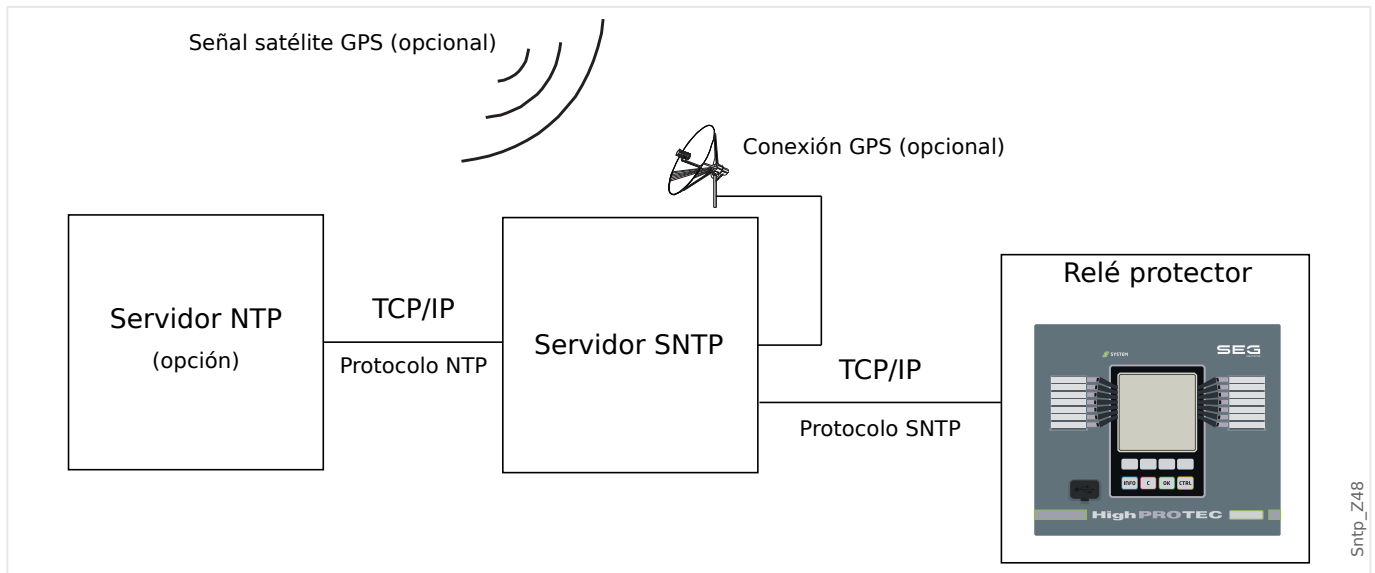 Señal satélite GPS (opcional)
Conexión GPS (opcional)
Servidor NTP
(opción)
TCP/IP
Protocolo NTP
Servidor SNTP
TCP/IP
Protocolo SNTP
Relé protector
SYSTEM
SEG
INFO
C
OK
CTRL
HighPROTEC
Sntp_Z48